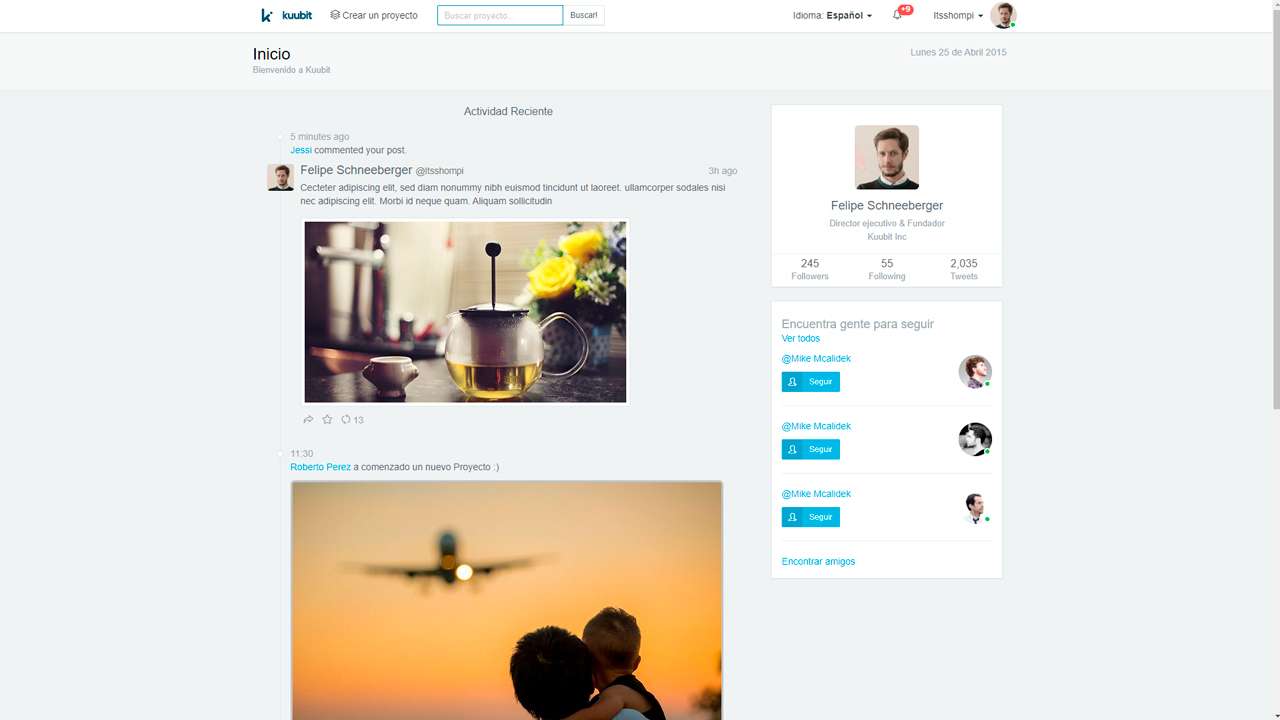 kuubit
Crear un proyecto
Buscar proyecto...
Buscar!
Idioma: Español
+9
Itsshompi
Inicio
Bienvenido a Kuubit
Lunes 25 de Abril 2015
Actividad Reciente
5 minutes ago
Jessi commented your post.
Felipe Schneeberger @Itsshompi
3h ago
Cecteter adipiscing elit, sed diam nonummy nibh euismod tincidunt ut laoreet. ullamcorper sodales nisi
nec adipiscing elit. Morbi id neque quam. Aliquam sollicitudin
13
11:30
Roberto Perez a comenzado un nuevo Proyecto :)
Felipe Schneeberger
Director ejecutivo & Fundador
Kuubit Inc
245
55
2,035
Followers
Following
Tweets
Encuentra gente para seguir
Ver todos
@Mike Mcalidek
Seguir
@Mike Mcalidek
Seguir
@Mike Mcalidek
Seguir
Encontrar amigos